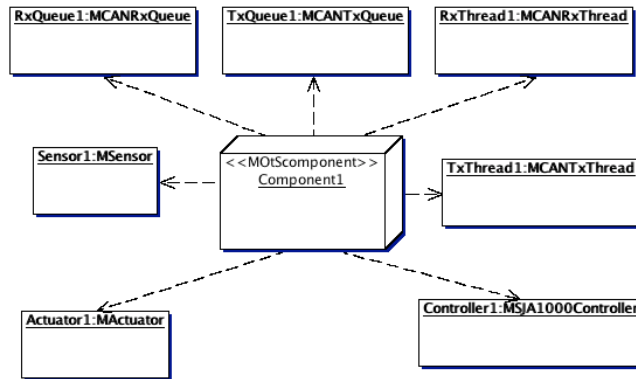 RxQueue1:MCANRxQueue TxQueue1:MCANTxQueue RxThread1:MCANRxThread
<<MOtScomponent>>
Component1
Sensor1:MSensor
TxThread1:MCANTxThread
Actuator1:MActuator
Controller1:MSJA1000Controller